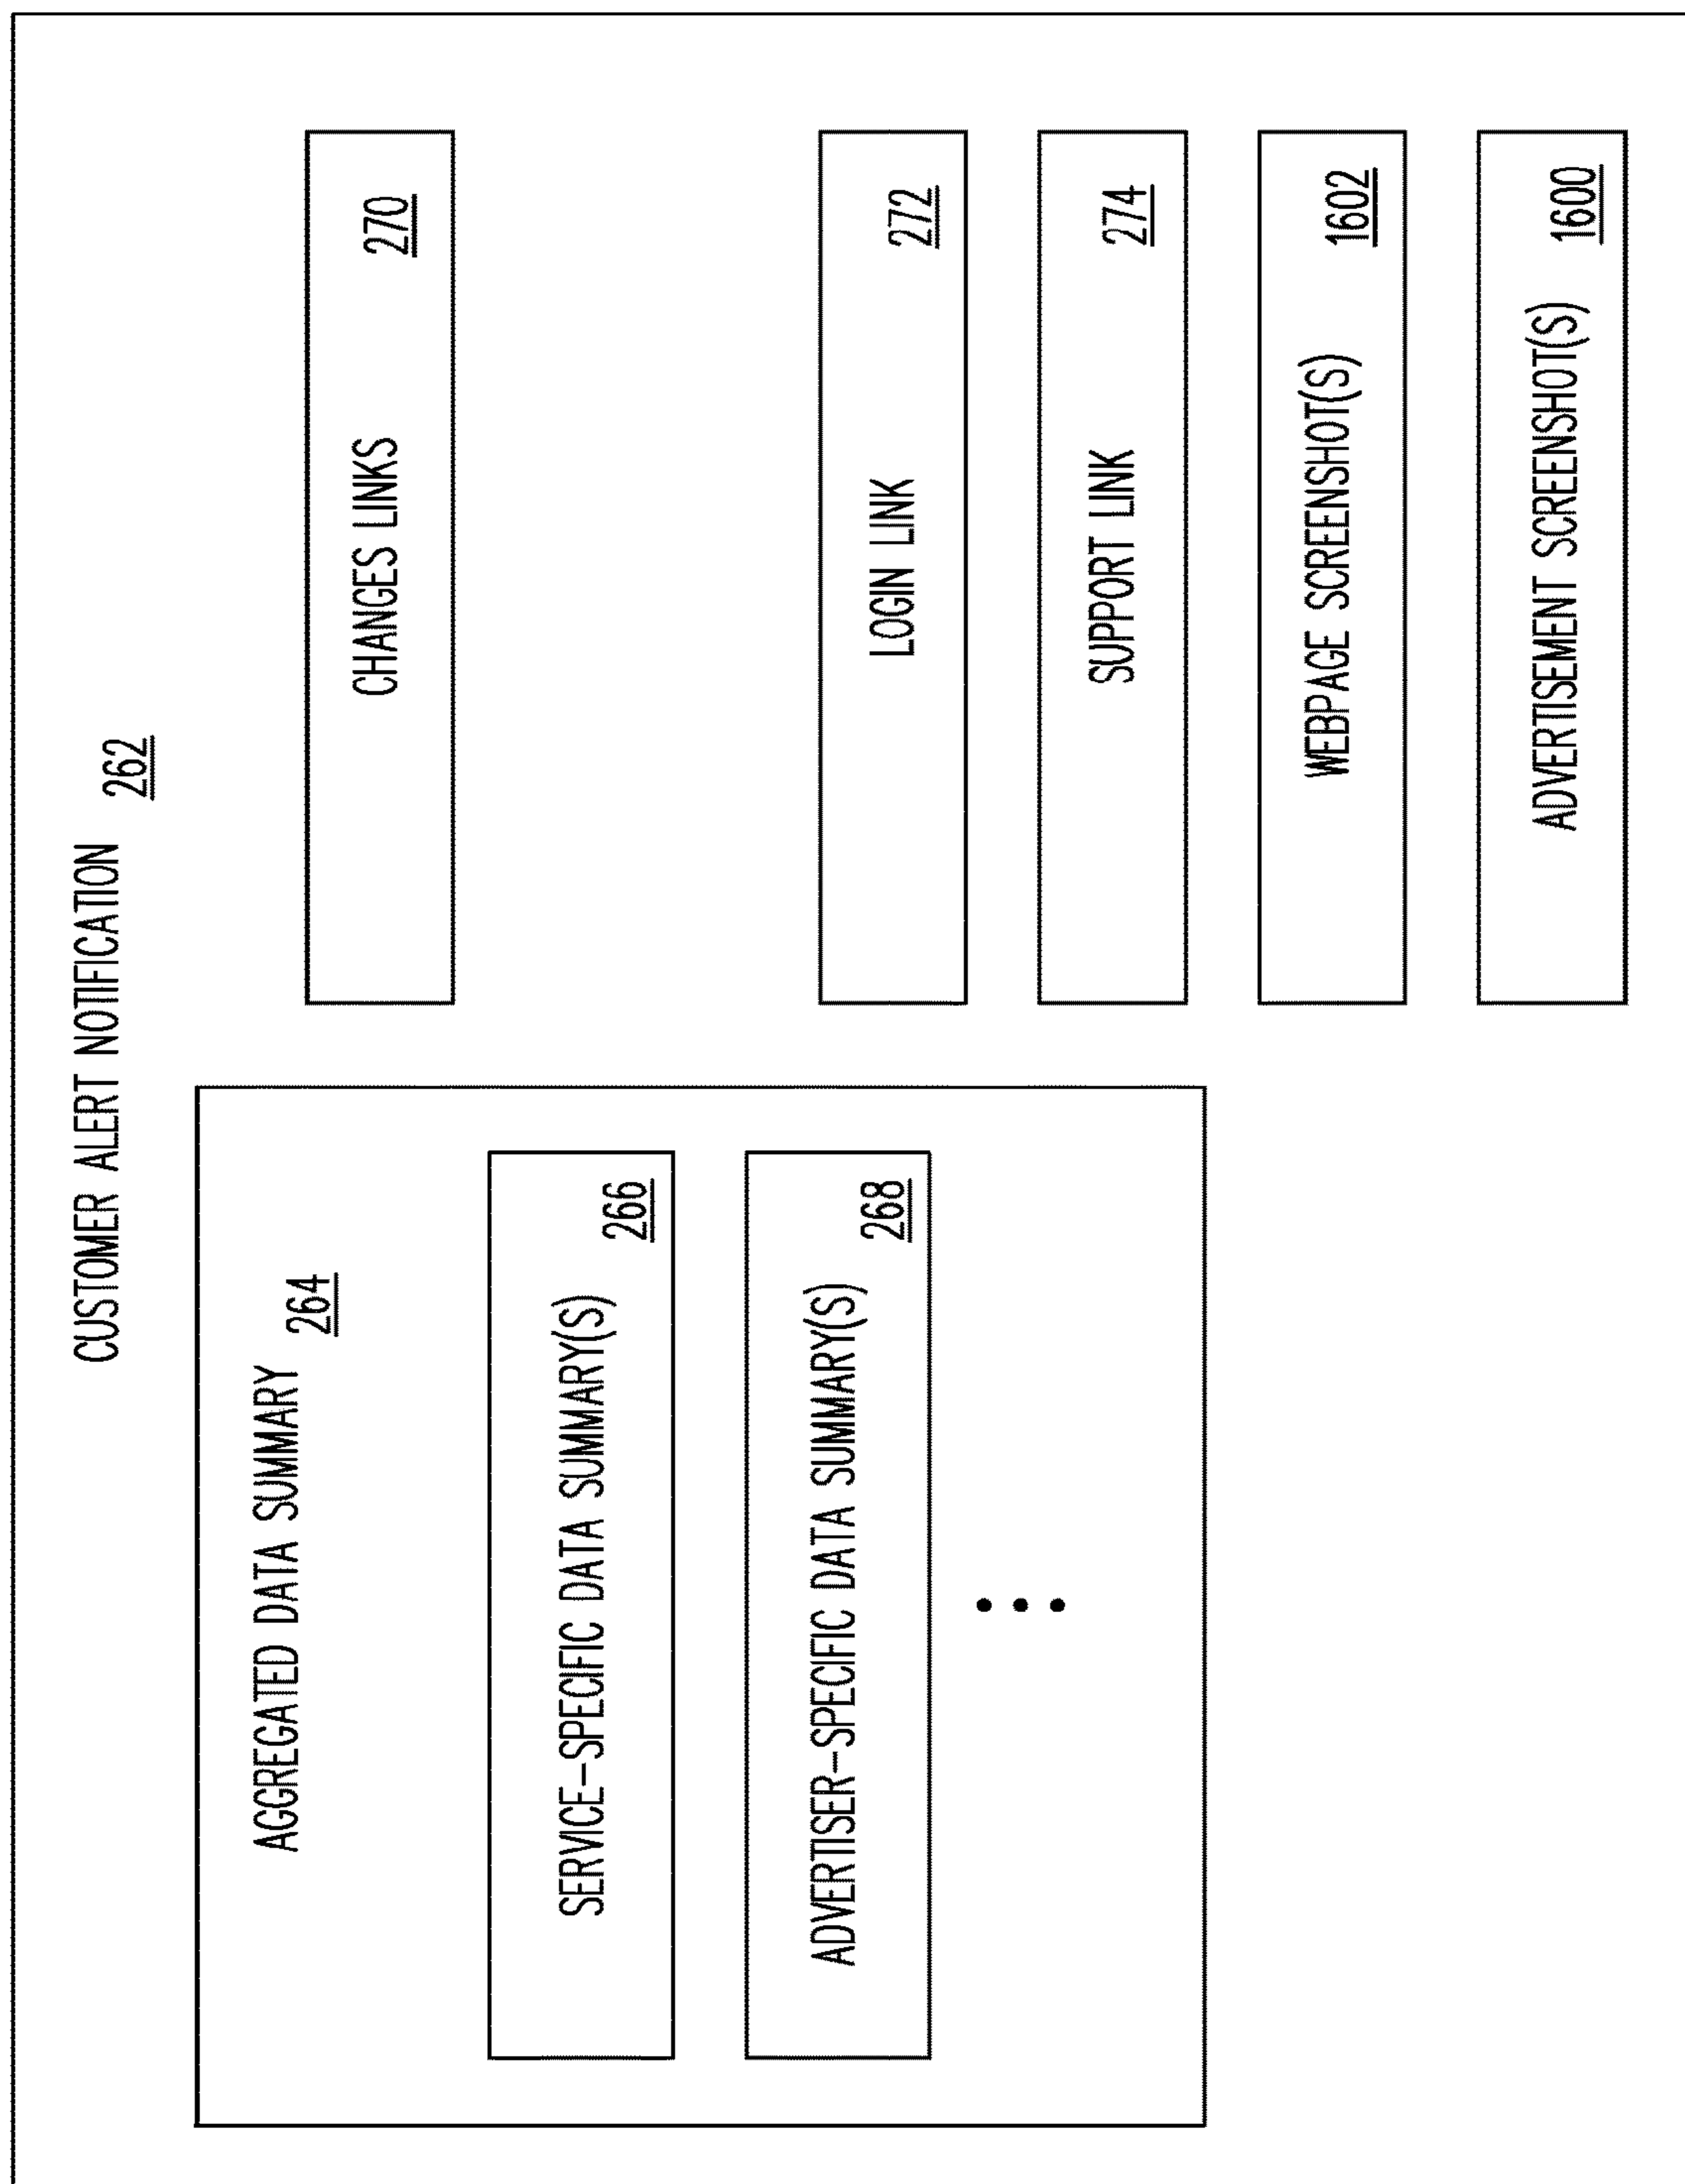 CUSTOMER ALERT NOTIFICATION
262
AGGREGATED DATA SUMMARY
264
SERVICE-SPECIFIC DATA SUMMARY(S)
266
ADVERTISER-SPECIFIC DATA SUMMARY(S)
268
CHANGES LINKS
270
LOGIN LINK
272
SUPPORT LINK
274
WEBPAGE SCREENSHOT(S)
1602
ADVERTISEMENT SCREENSHOT(S)
1600